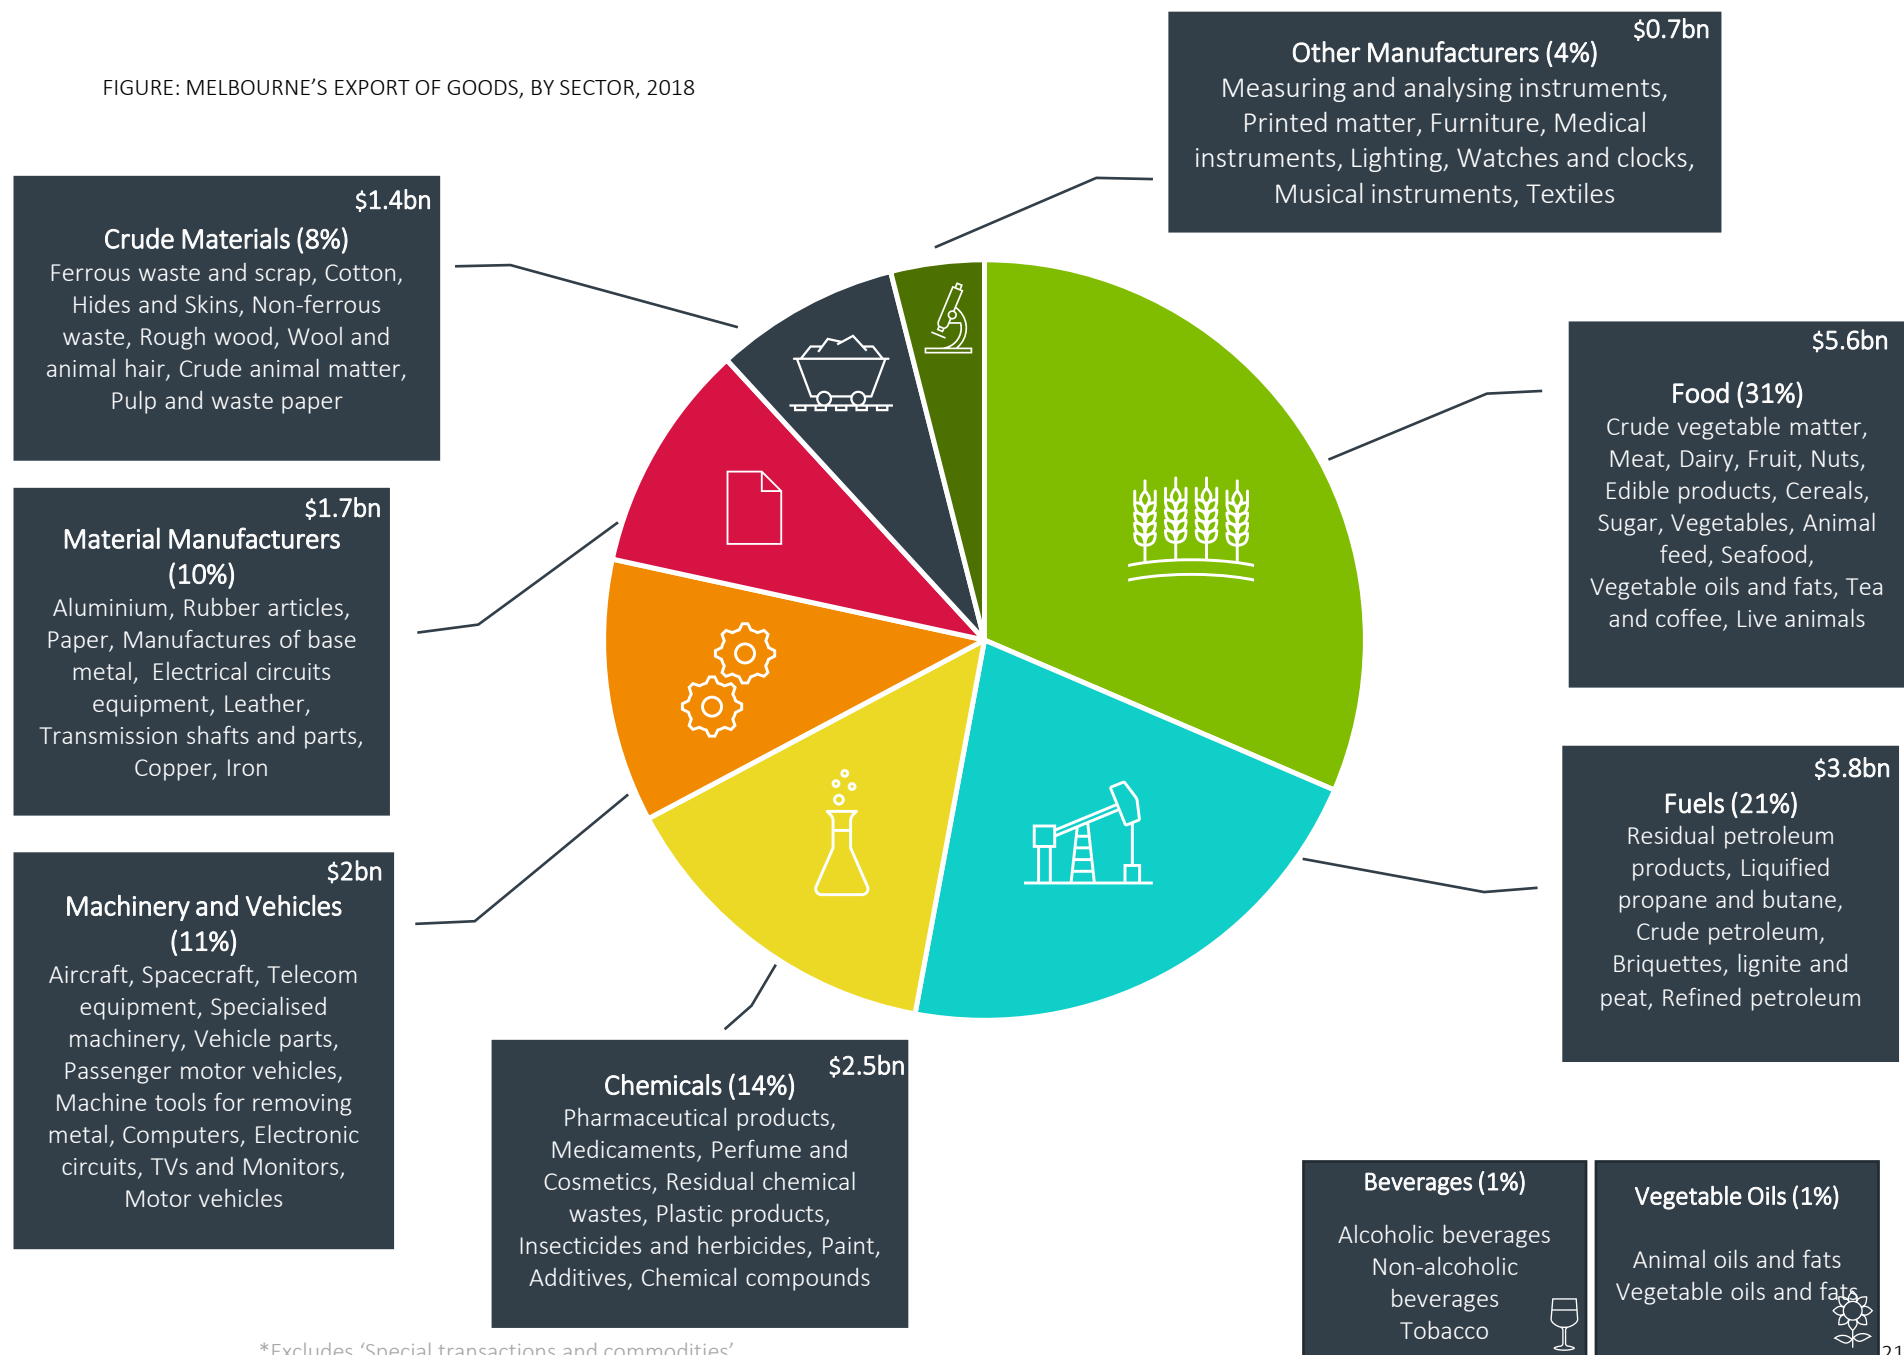 $0.7bn
Other Manufacturers (4%)
Measuring and analysing instruments,
Printed matter, Furniture, Medical
instruments, Lighting, Watches and clocks,
Musical instruments, Textiles
FIGURE: MELBOURNE'S EXPORT OF GOODS, BY SECTOR, 2018
$1.4bn
Crude Materials (8%)
Ferrous waste and scrap, Cotton,
Hides and Skins, Non-ferrous
waste, Rough wood, Wool and
animal hair, Crude animal matter,
Pulp and waste paper
$5.6bn
Food (31%)
Crude vegetable matter,
Meat, Dairy, Fruit, Nuts,
Edible products, Cereals,
Sugar, Vegetables, Animal
feed, Seafood,
Vegetable oils and fats, Tea
and coffee, Live animals
$1.7bn
Material Manufacturers
(10%)
Aluminium, Rubber articles,
Paper, Manufactures of base
metal, Electrical circuits
equipment, Leather,
Transmission shafts and parts,
Copper, Iron
$3.8bn
Fuels (21%)
Residual petroleum
products, Liquified
propane and butane,
Crude petroleum,
Briquettes, lignite and
peat, Refined petroleum
$2bn
Machinery and Vehicles
(11%)
Aircraft, Spacecraft, Telecom
equipment, Specialised
machinery, Vehicle parts,
Passenger motor vehicles,
Machine tools for removing
metal, Computers, Electronic
circuits, TVs and Monitors,
Motor vehicles
$2.5bn
Chemicals (14%)
Pharmaceutical products,
Medicaments, Perfume and
Cosmetics, Residual chemical
wastes, Plastic products,
Insecticides and herbicides, Paint,
Additives, Chemical compounds
Beverages (1%)
Alcoholic beverages
Non-alcoholic
beverages
Tobacco
Vegetable Oils (1%)
Animal oils and fats
Vegetable oils and fats
*Excludes 'Special transactions and commodities'
21